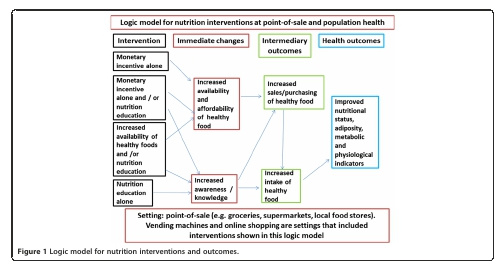 Logic model for nutrition interventions at point-of-sale and population health
Intervention
Immediate changes
Intermediary
outcomes
Health outcomes
Monetary
incentive alone
Monetary
incentive
alone and / or
nutrition
education
Increased
availability of
healthy foods
and /or
nutrition
education
Nutrition
education
alone
Increased
availability
and
affordability
of healthy
food
Increased
awareness /
knowledge
Increased
sales/purchasing
of healthy food
Increased
intake of
healthy
food
Improved
nutritional
status,
adiposity,
metabolic
and
physiological
indicators
Setting: point-of-sale (e.g. groceries, supermarkets, local food stores).
Vending machines and online shopping are settings that included
interventions shown in this logic model
Figure 1 Logic model for nutrition interventions and outcomes.